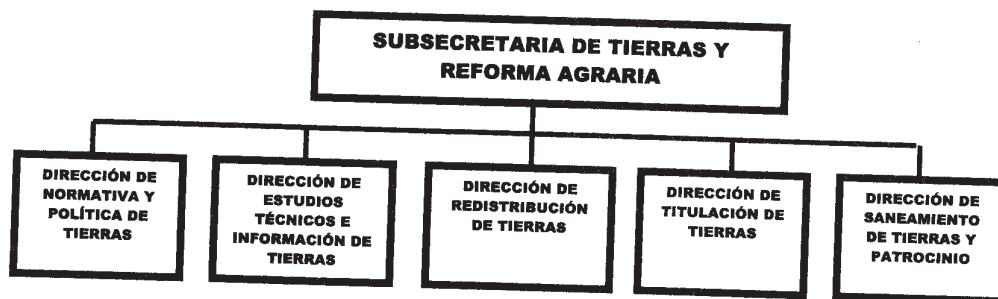 SUBSECRETARIA DE TIERRAS Y
REFORMA AGRARIA
DIRECCIÓN DE
NORMATIVA Y
POLÍTICA DE
TIERRAS
DIRECCIÓN DE
ESTUDIOS
TÉCNICOS E
INFORMACIÓN DE
TIERRAS
DIRECCIÓN DE
REDISTRIBUCIÓN
DE TIERRAS
DIRECCIÓN DE
TITULACIÓN DE
TIERRAS
DIRECCIÓN DE
SANEAMIENTO
DE TIERRAS Y
PATROCINIO